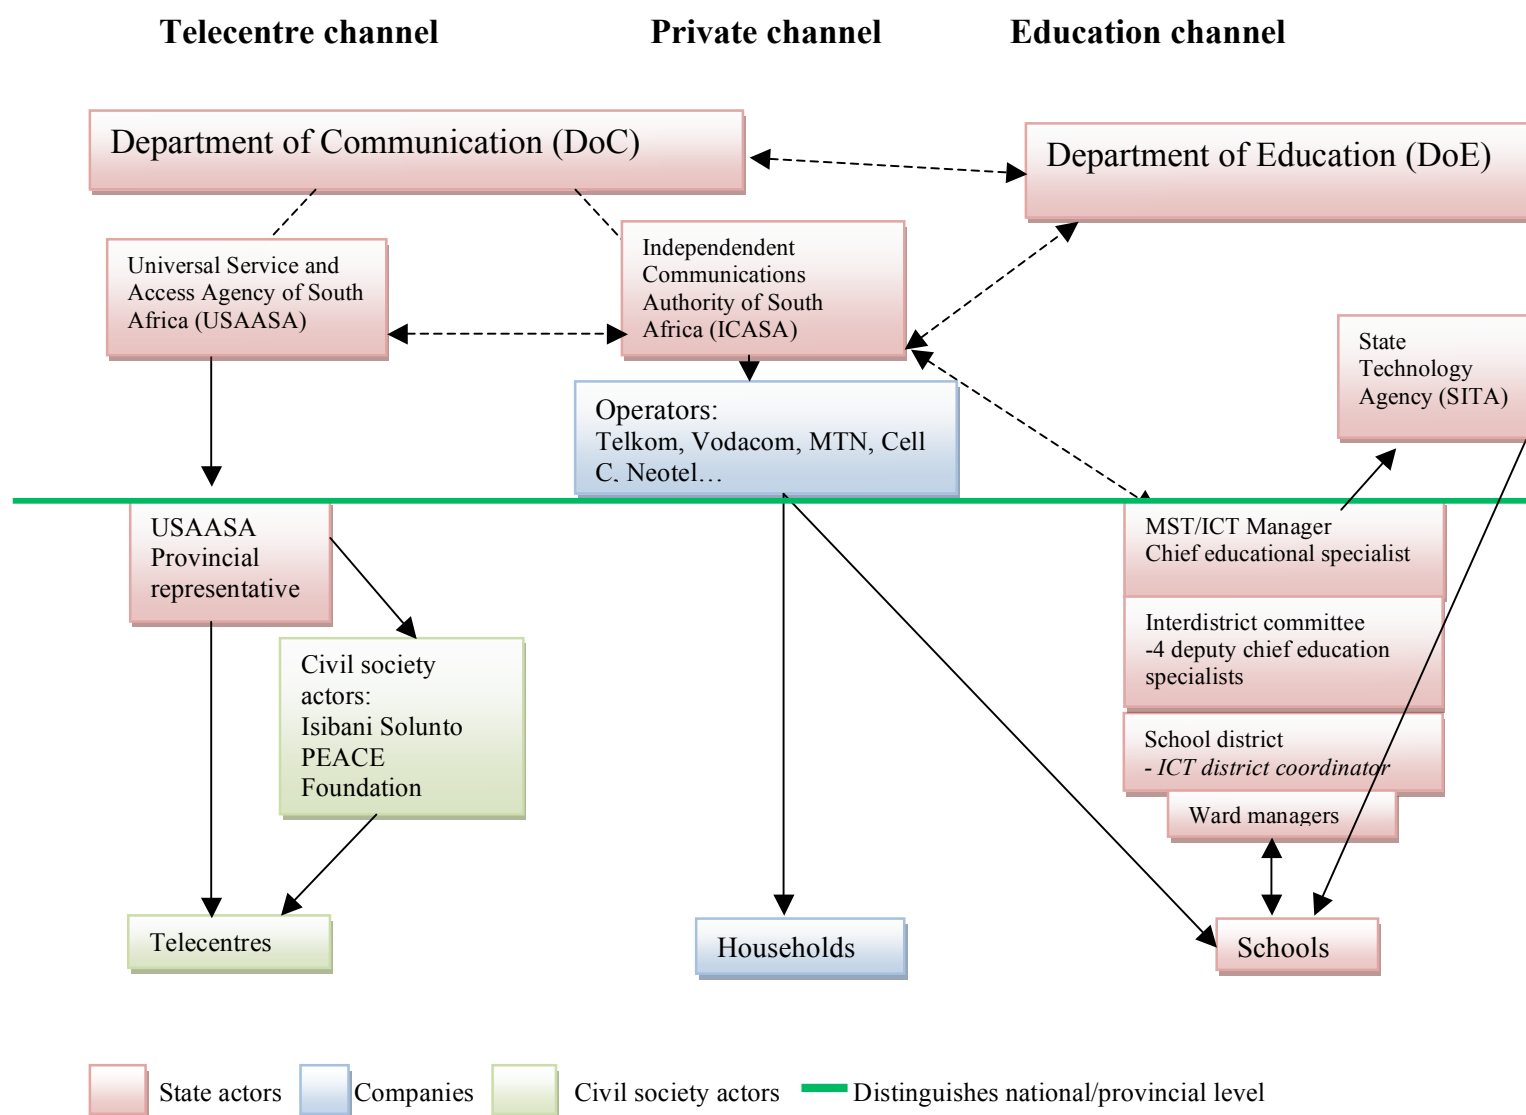 Telecentre channel
Private channel
Education channel
Department of Communication (DoC)
Department of Education (DoE)
Universal Service and
Access Agency of South
Africa (USAASA)
Independendent
Communications
Authority of South
Africa (ICASA)
State
Technology
Agency (SITA)
Operators:
Telkom, Vodacom, MTN, Cell
C, Neotel…
USAASA
Provincial
representative
MST/ICT Manager
Chief educational specialist
Interdistrict committee
-4 deputy chief education
specialists
Civil society
actors:
Isibani Solunto
PEACE
Foundation
School district
- ICT district coordinator
Ward managers
Telecentres
Households
Schools
State actors
Companies
Civil society actors
Distinguishes national/provincial level